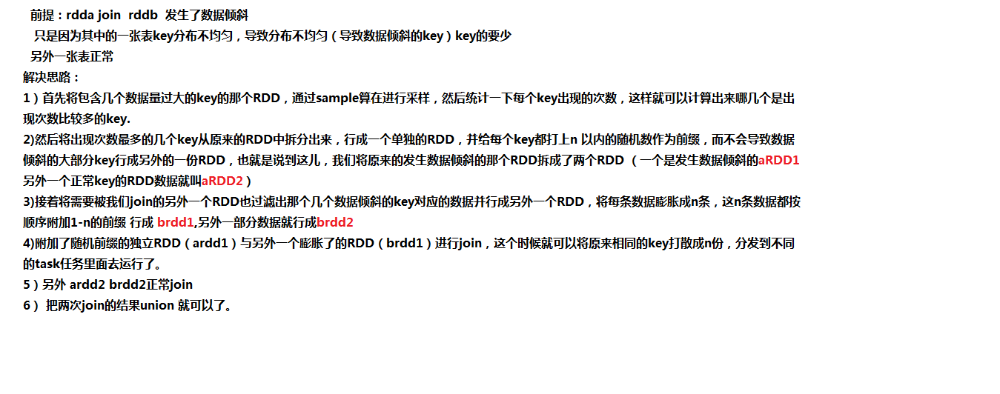 前提：rdda join  rddb  发生了数据倾斜
只是因为其中的一张表key分布不均匀，导致分布不均匀（导致数据倾斜的key）key的要少
另外一张表正常
解决思路：
1）首先将包含几个数据量过大的key的那个RDD，通过sample算在进行采样，然后统计一下每个key出现的次数，这样就可以计算出来哪几个是出
现次数比较多的key.
2)然后将出现次数最多的几个key从原来的RDD中拆分出来，行成一个单独的RDD，并给每个key都打上n 以内的随机数作为前缀，而不会导致数据
倾斜的大部分key行成另外的一份RDD，也就是说到这儿，我们将原来的发生数据倾斜的那个RDD拆成了两个RDD （一个是发生数据倾斜的aRDD1
另外一个正常key的RDD数据就叫aRDD2）
3)接着将需要被我们join的另外一个RDD也过滤出那个几个数据倾斜的key对应的数据并行成另外一个RDD，将每条数据膨胀成n条，这n条数据都按
顺序附加1-n的前缀 行成 brdd1,另外一部分数据就行成brdd2
4)附加了随机前缀的独立RDD（ardd1）与另外一个膨胀了的RDD（brdd1）进行join，这个时候就可以将原来相同的key打散成n份，分发到不同
的task任务里面去运行了。
5）另外 ardd2 brdd2正常join
6） 把两次join的结果union 就可以了。